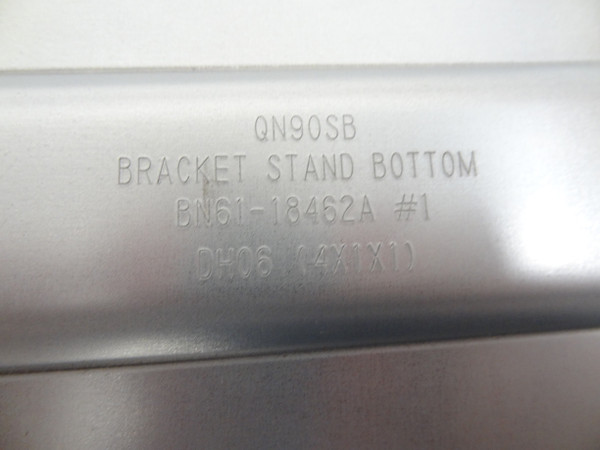 QN90SB
BRACKET STAND BOTTOM
BN61-18462A #1
DH06 (4X1X1)